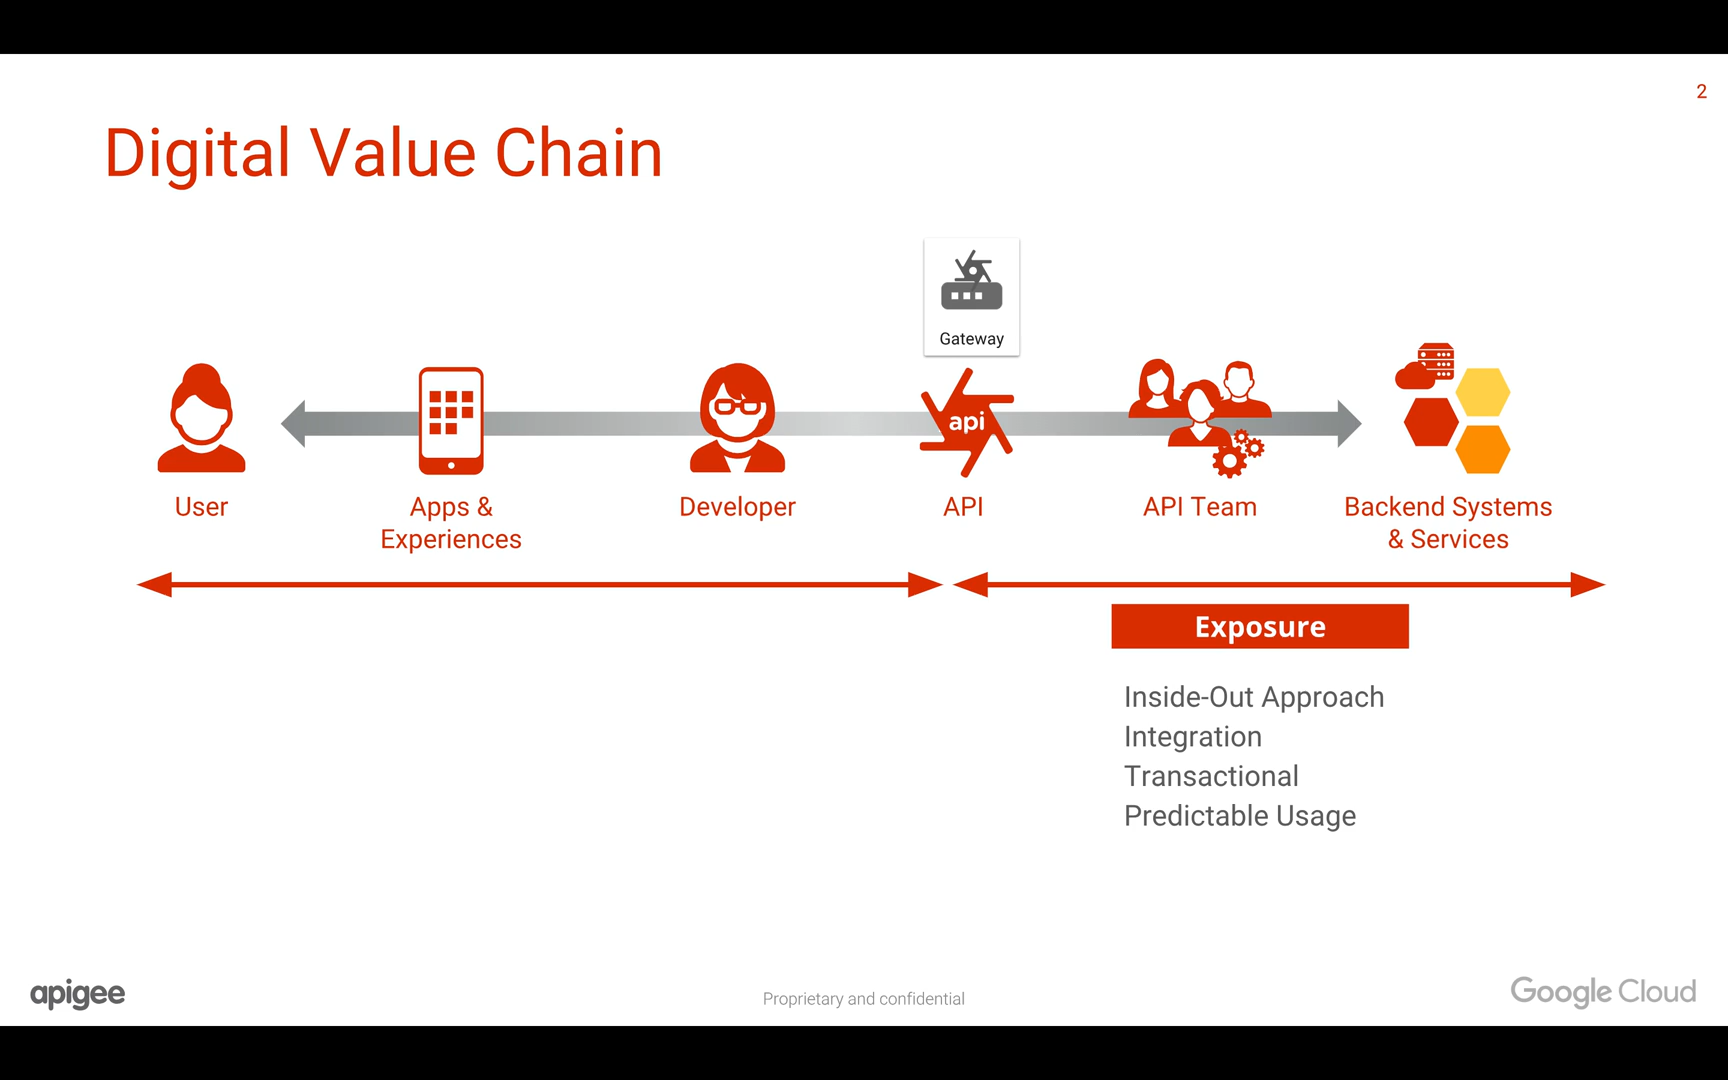 2
Digital Value Chain
Gateway
api
User
Apps &
Experiences
Developer
API
API Team
Backend Systems
& Services
Exposure
Inside-Out Approach
Integration
Transactional
Predictable Usage
apigee
Proprietary and confidential
Google Cloud